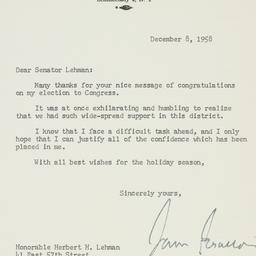 December 8, 1958
Dear Senator Lehman:
Many thanks for your nice message of congratulations
on my election to Congress.
It was at once exhilarating and humbling to realize
that we had such wide-spread support in this district.
I know that I face a difficult task ahead, and I only
hope that I can justify all of the confidence which has been
placed in me.
With all best wishes for the holiday season,
Sincerely yours,
Honorable Herbert H. Lehman
41 East 57th Street